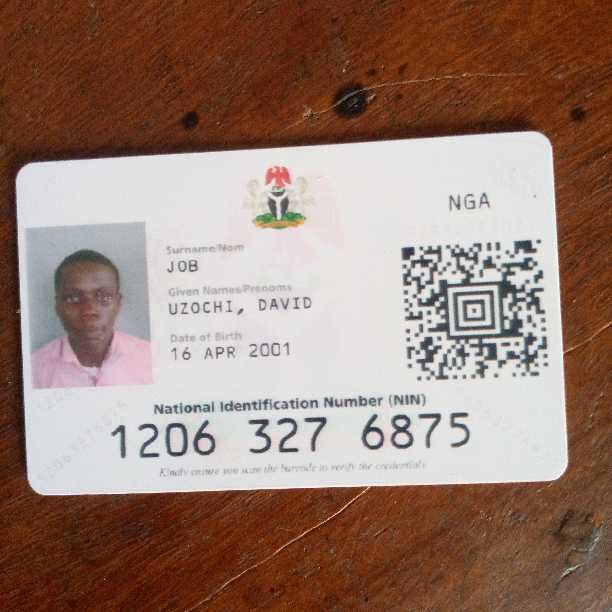 NGA
Surname/Nom
JOB
Given Names/Prenoms
UZOCHI, DAVID
Date of Birth
16 APR 2001
National Identification Number (NIN)
1206 327 6875
Kindly ensure you scan the barcode to verify the credentials